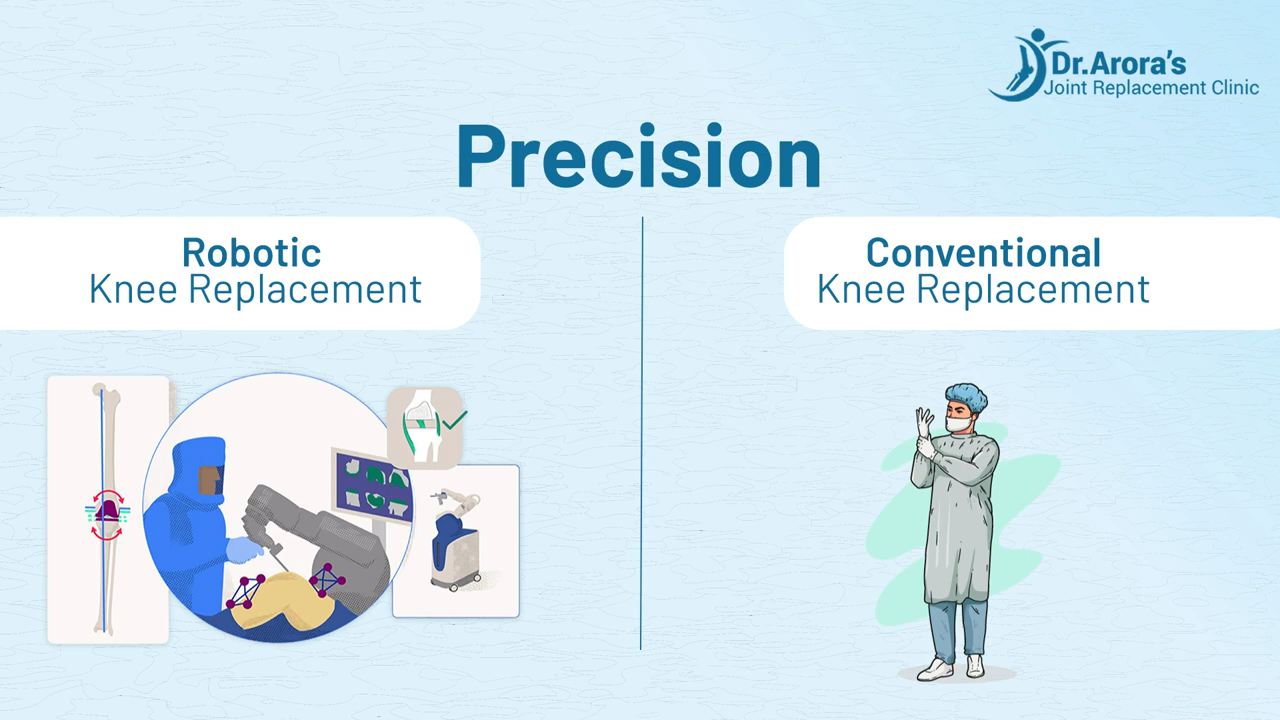 Dr.Arora's
Joint Replacement Clinic
Precision
Robotic
Knee Replacement
Conventional
Knee Replacement